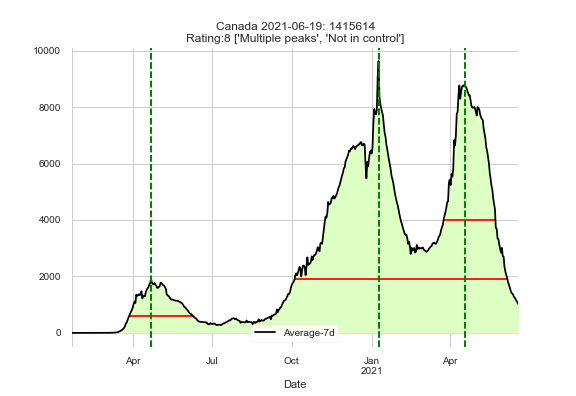 Canada 2021-06-19: 1415614
Rating:8 ['Multiple peaks', 'Not in control']
10000
8000
6000
4000
2000
0
Average-7d
Apr Jul Oct Jan Apr
2021
Date